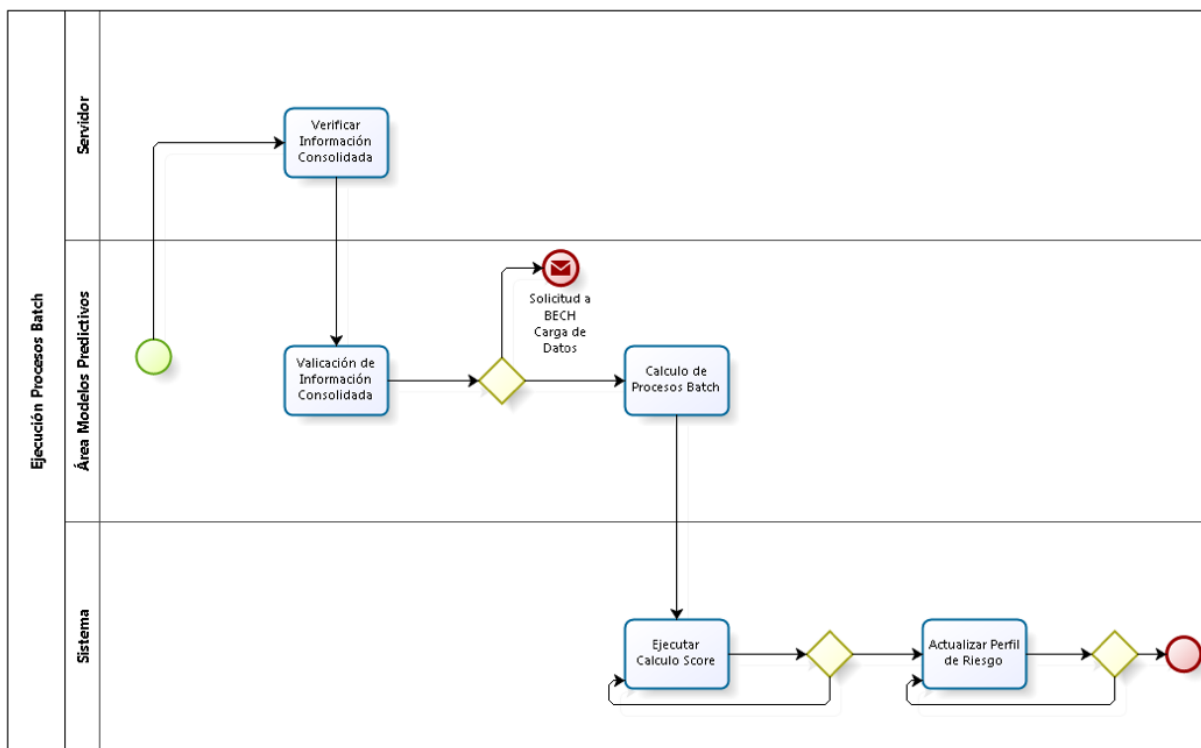 Ejecución Procesos Batch
Servidor
Verificar
Información
Consolidada
Área Modelos Predictivos
Solicitud a
BECH
Carga de
Datos
Valicación de
Información
Consolidada
Calculo de
Procesos Batch
Sistema
Ejecutar
Calculo Score
Actualizar Perfil
de Riesgo